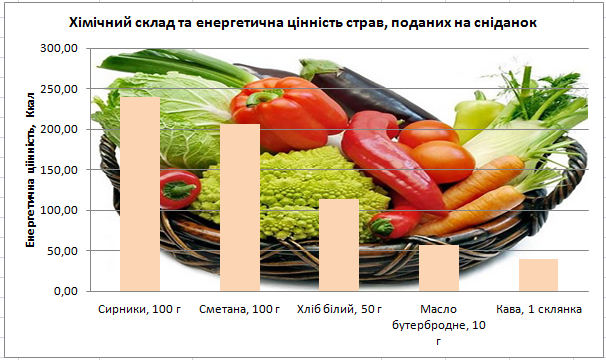 Хімічний склад та енергетична цінність страв, поданих на сніданок
Енергетична цінність, Ккал
300,00
250,00
200,00
150,00
100,00
50,00
0,00
Сирники, 100 г
Сметана, 100 г
Хліб білий, 50 г
Масло
бутербродне, 10
г
Кава, 1 склянка